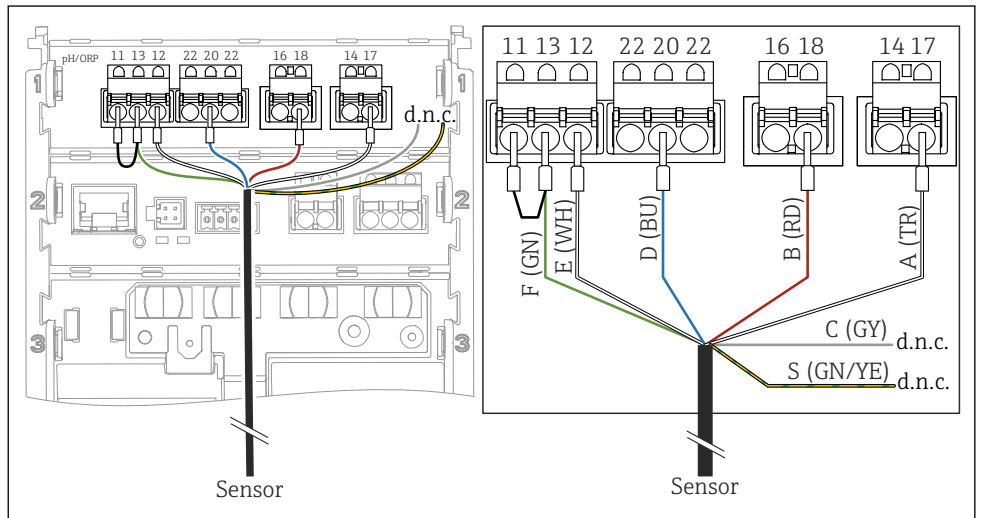 pH/ORP 11 13 12 22 20 22 16 18 14 17
1 1
d.n.c.
2 2
3 3
Sensor
11 13 12 22 20 22 16 18 14 17
F (GN)
E (WH)
D (BU)
B (RD)
A (TR)
C (GY) d.n.c.
S (GN/YE) d.n.c.
Sensor